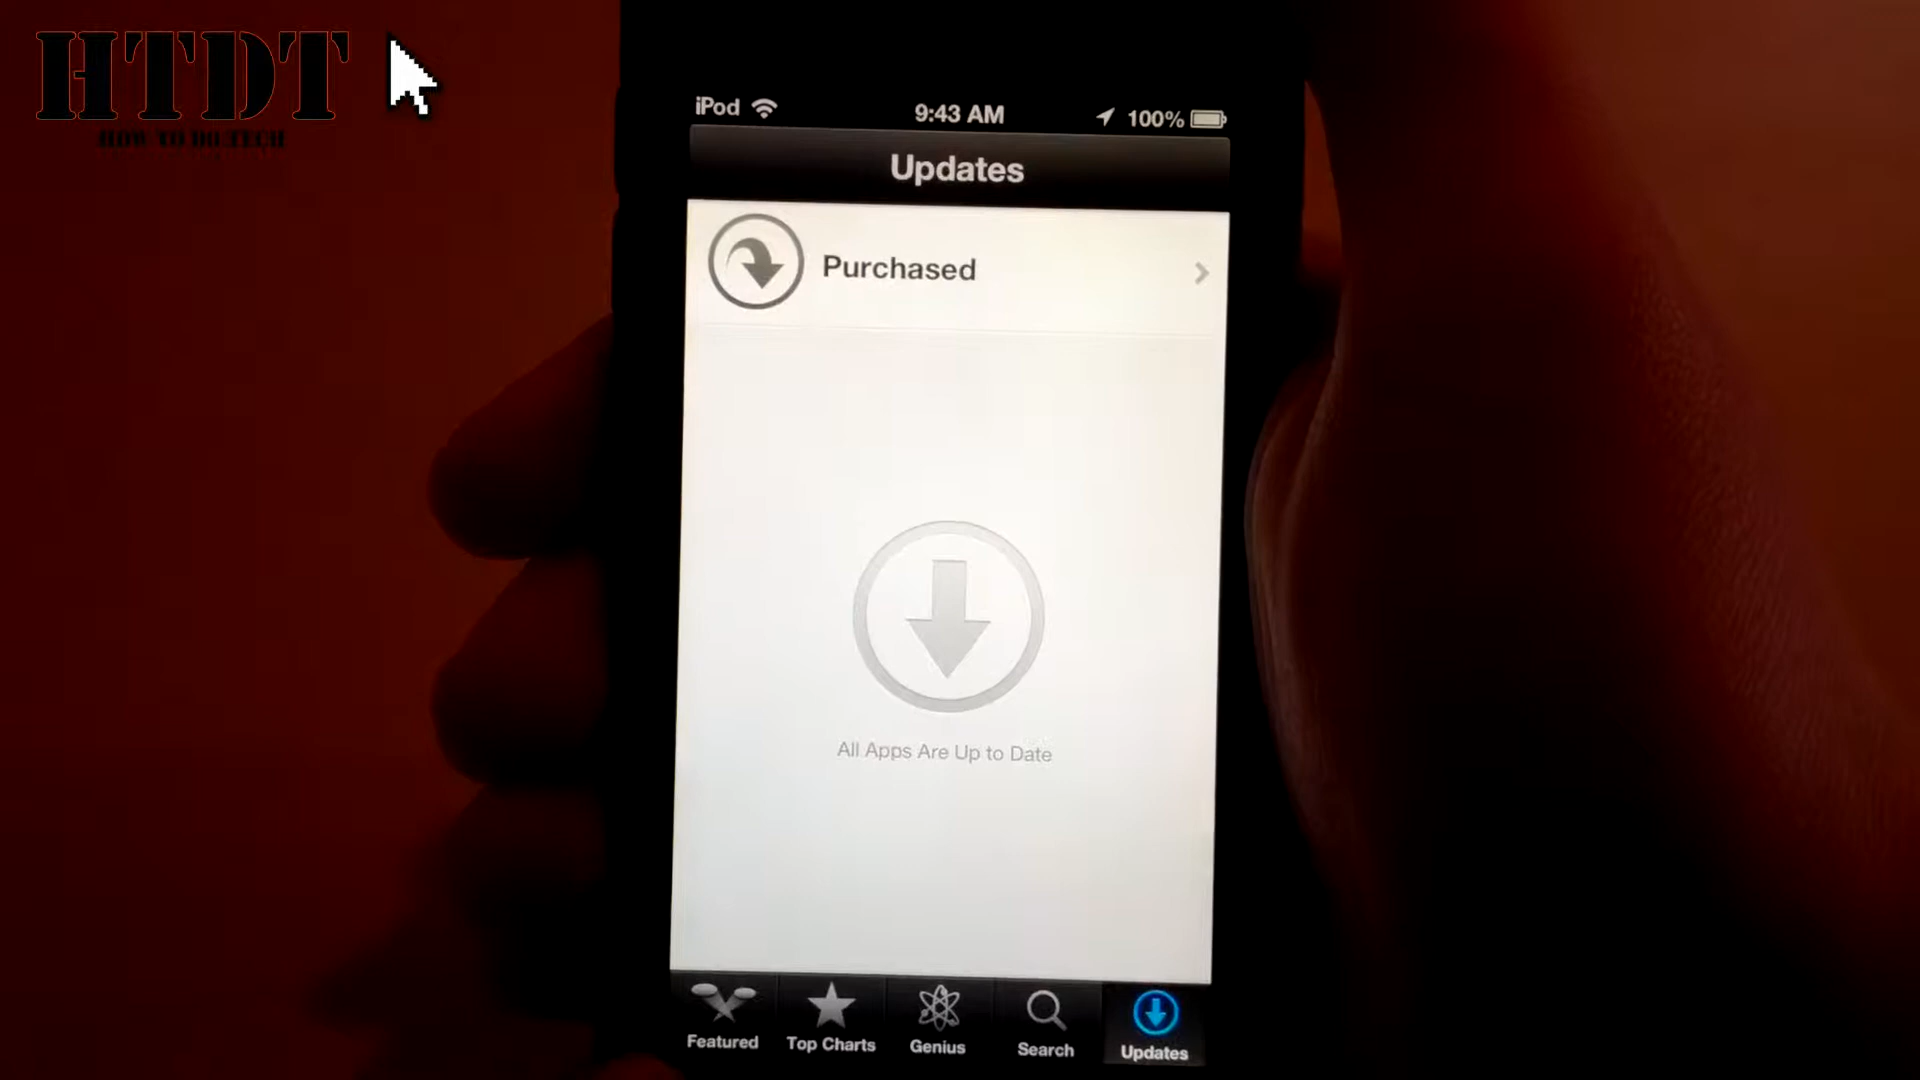 HTDT
HOW TO DO TECH
iPod 9:43 AM 100%
Updates
Purchased
All Apps Are Up to Date
Featured Top Charts Genius Search Updates